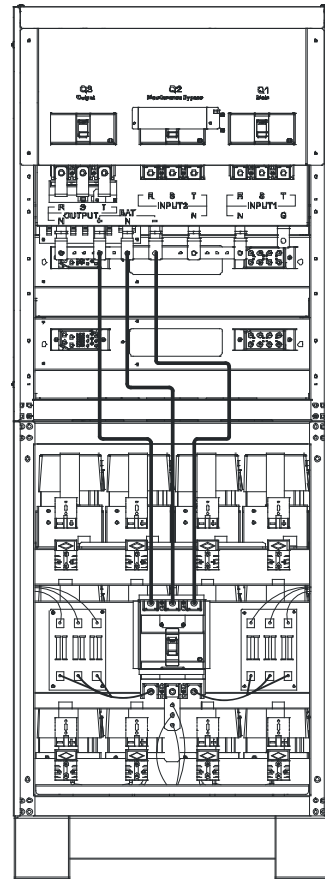 Q3 Q2 Q1
Output Maintenance Bypass Main
R S T R S T R S T
OUTPUT BAT INPUT2 INPUT1
N N N N G